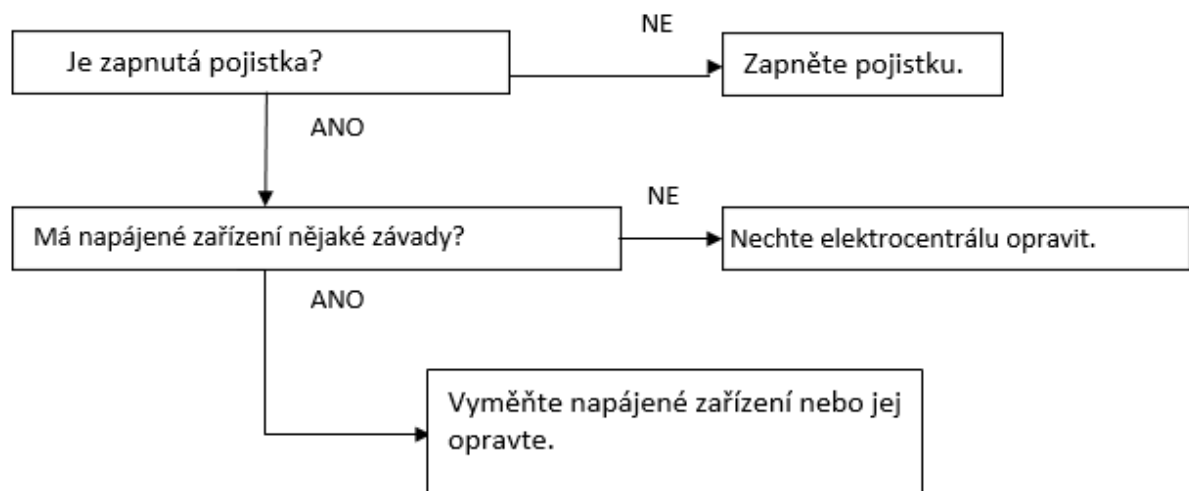 NE
Je zapnutá pojistka?
Zapněte pojistku.
ANO
NE
Má napájené zařízení nějaké závady?
Nechte elektrocentrálu opravit.
ANO
Vyměňte napájené zařízení nebo jej
opravte.